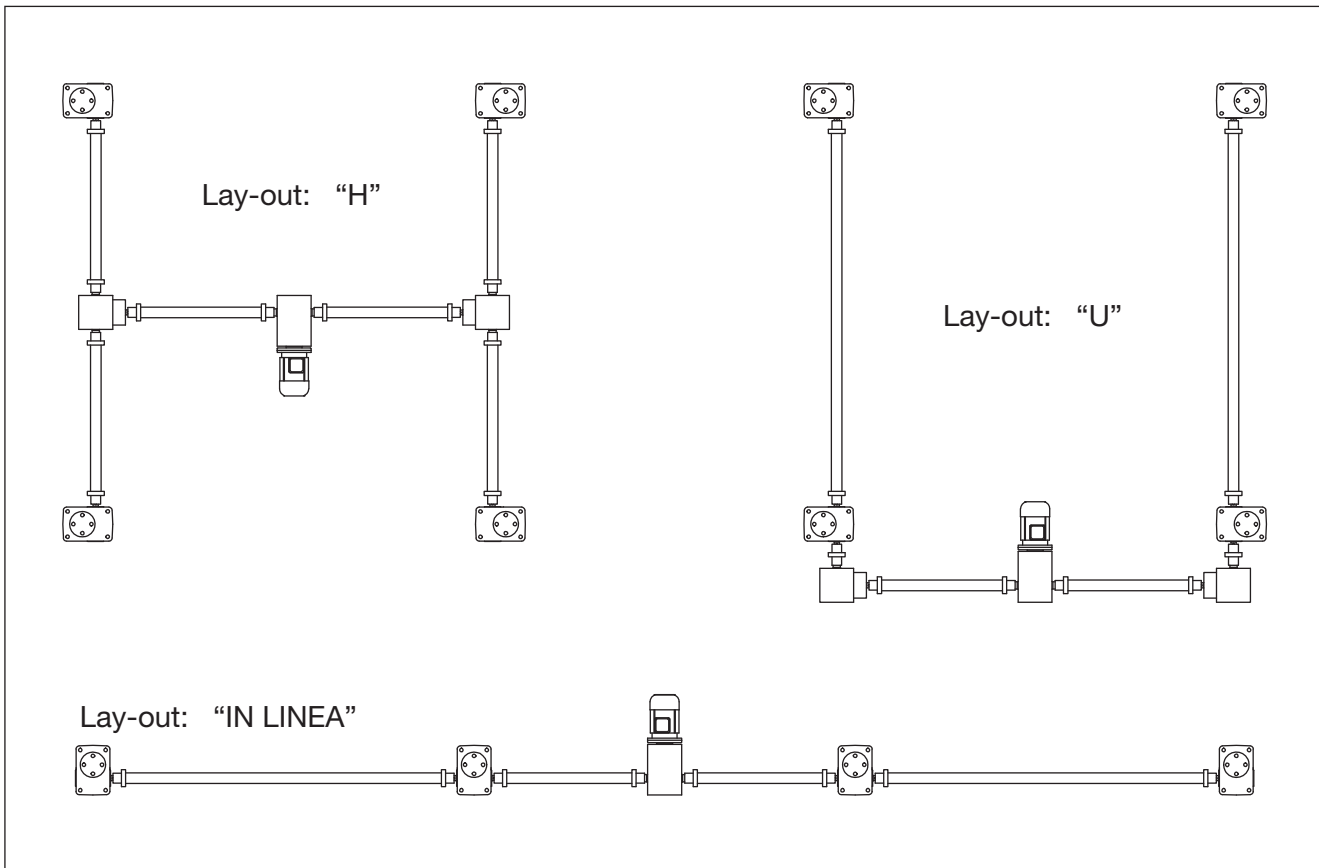 Lay-out: “H”
Lay-out: “U”
Lay-out: “IN LINEA”